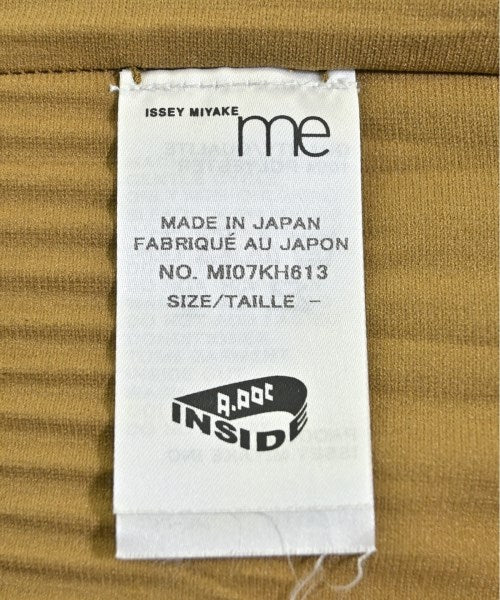 ISSEY MIYAKE me
MADE IN JAPAN
FABRIQUÉ AU JAPON
NO. MI07KH613
SIZE/TAILLE -
A-POC
INSIDE